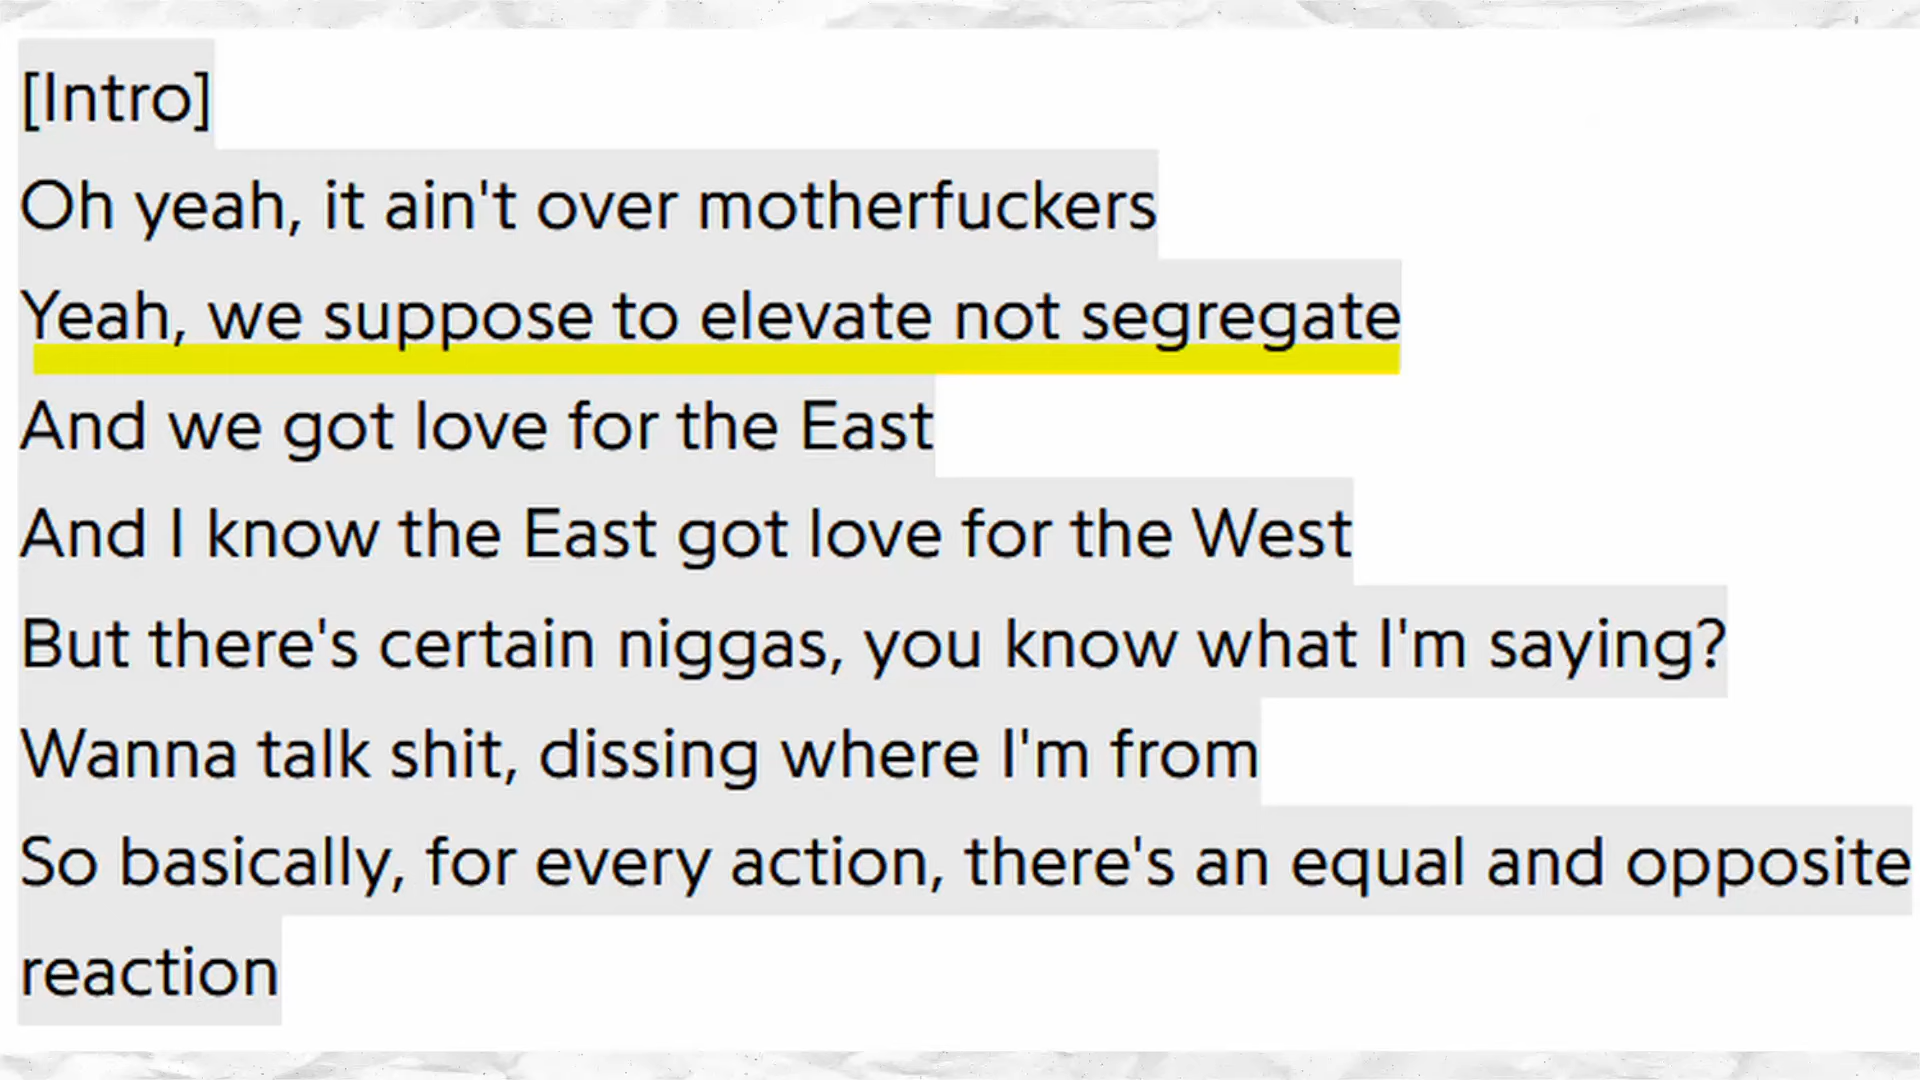 [Intro]
Oh yeah, it ain't over motherfuckers
Yeah, we suppose to elevate not segregate
And we got love for the East
And I know the East got love for the West
But there's certain niggas, you know what I'm saying?
Wanna talk shit, dissing where I'm from
So basically, for every action, there's an equal and opposite
reaction